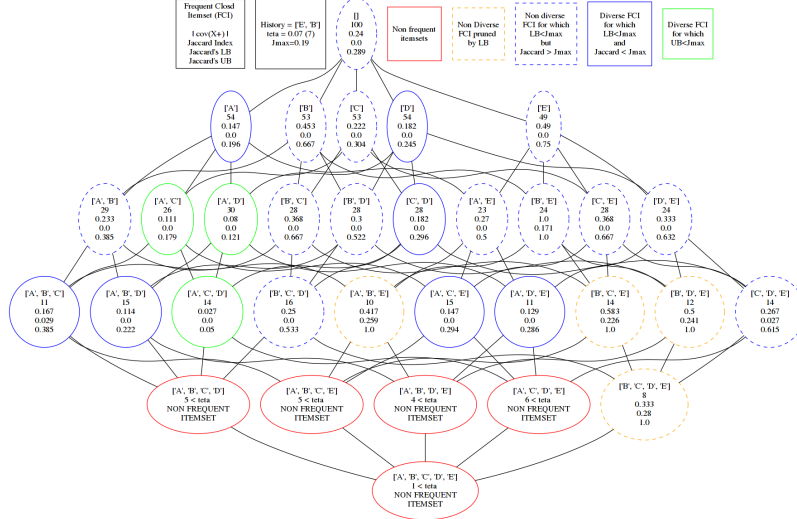 Frequent Closd
Itemset (FCI)
| cov(X+) |
Jaccard Index
Jaccard's LB
Jaccard's UB
History = ['E', 'B']
teta = 0.07 (7)
Jmax=0.19
[]
100
0.24
0.0
0.289
Non frequent
itemsets
Non Diverse
FCI pruned
by LB
Non diverse
FCI for which
LB<Jmax
but
Jaccard > Jmax
Diverse FCI
for which
LB<Jmax
and
Jaccard < Jmax
Diverse FCI
for which
UB<Jmax
['A']
54
0.147
0.0
0.196
['B']
53
0.453
0.0
0.667
['C']
53
0.222
0.0
0.304
['D']
54
0.182
0.0
0.245
['E']
49
0.49
0.0
0.75
['A', 'B']
29
0.233
0.0
0.385
['A', 'C']
26
0.111
0.0
0.179
['A', 'D']
30
0.08
0.0
0.121
['B', 'C']
28
0.368
0.0
0.667
['B', 'D']
28
0.3
0.0
0.522
['C', 'D']
28
0.182
0.0
0.296
['A', 'E']
23
0.27
0.0
0.5
['B', 'E']
24
1.0
0.171
1.0
['C', 'E']
28
0.368
0.0
0.667
['D', 'E']
24
0.333
0.0
0.632
['A', 'B', 'C']
11
0.167
0.029
0.385
['A', 'B', 'D']
15
0.114
0.0
0.222
['A', 'C', 'D']
14
0.027
0.0
0.05
['B', 'C', 'D']
16
0.25
0.0
0.533
['A', 'B', 'E']
10
0.417
0.259
1.0
['A', 'C', 'E']
15
0.147
0.0
0.294
['A', 'D', 'E']
11
0.129
0.0
0.286
['B', 'C', 'E']
14
0.583
0.226
1.0
['B', 'D', 'E']
12
0.5
0.241
1.0
['C', 'D', 'E']
14
0.267
0.027
0.615
['A', 'B', 'C', 'D']
5 < teta
NON FREQUENT
ITEMSET
['A', 'B', 'C', 'E']
5 < teta
NON FREQUENT
ITEMSET
['A', 'B', 'D', 'E']
4 < teta
NON FREQUENT
ITEMSET
['A', 'C', 'D', 'E']
6 < teta
NON FREQUENT
ITEMSET
['B', 'C', 'D', 'E']
8
0.333
0.28
1.0
['A', 'B', 'C', 'D', 'E']
1 < teta
NON FREQUENT
ITEMSET